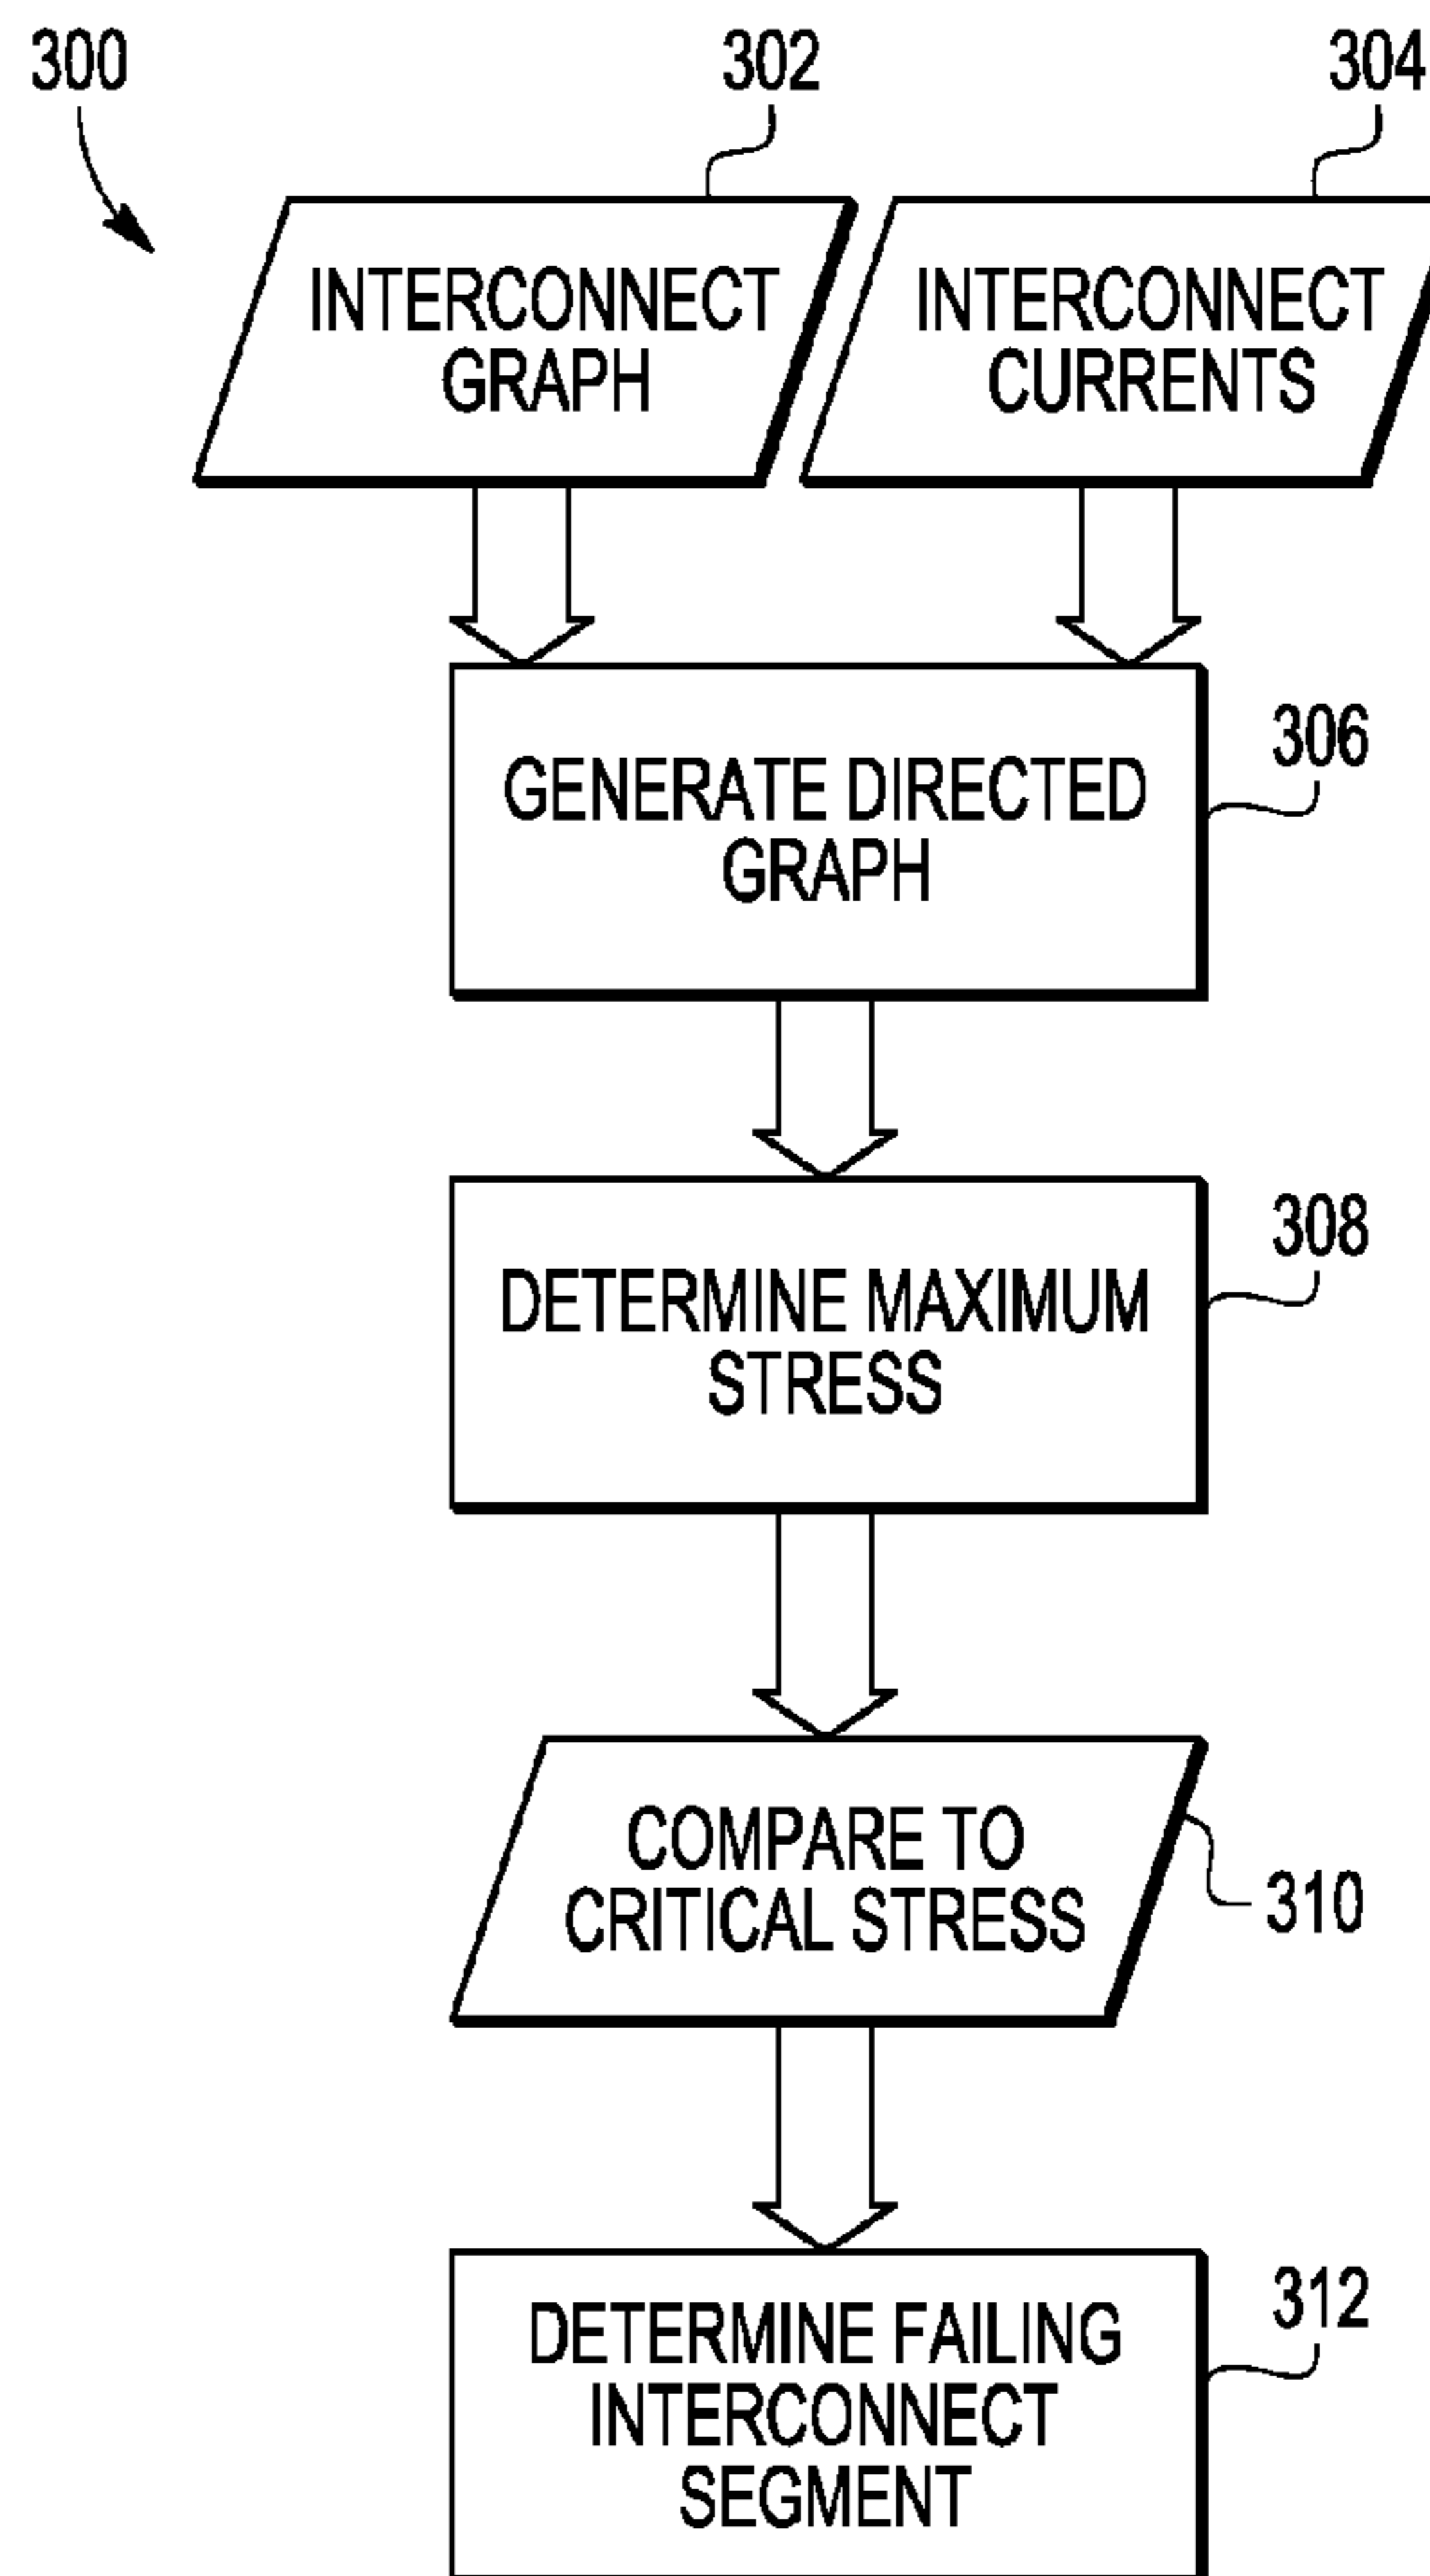 300
302
304
INTERCONNECT
GRAPH
INTERCONNECT
CURRENTS
GENERATE DIRECTED
GRAPH
306
DETERMINE MAXIMUM
STRESS
308
COMPARE TO
CRITICAL STRESS
310
DETERMINE FAILING
INTERCONNECT
SEGMENT
312